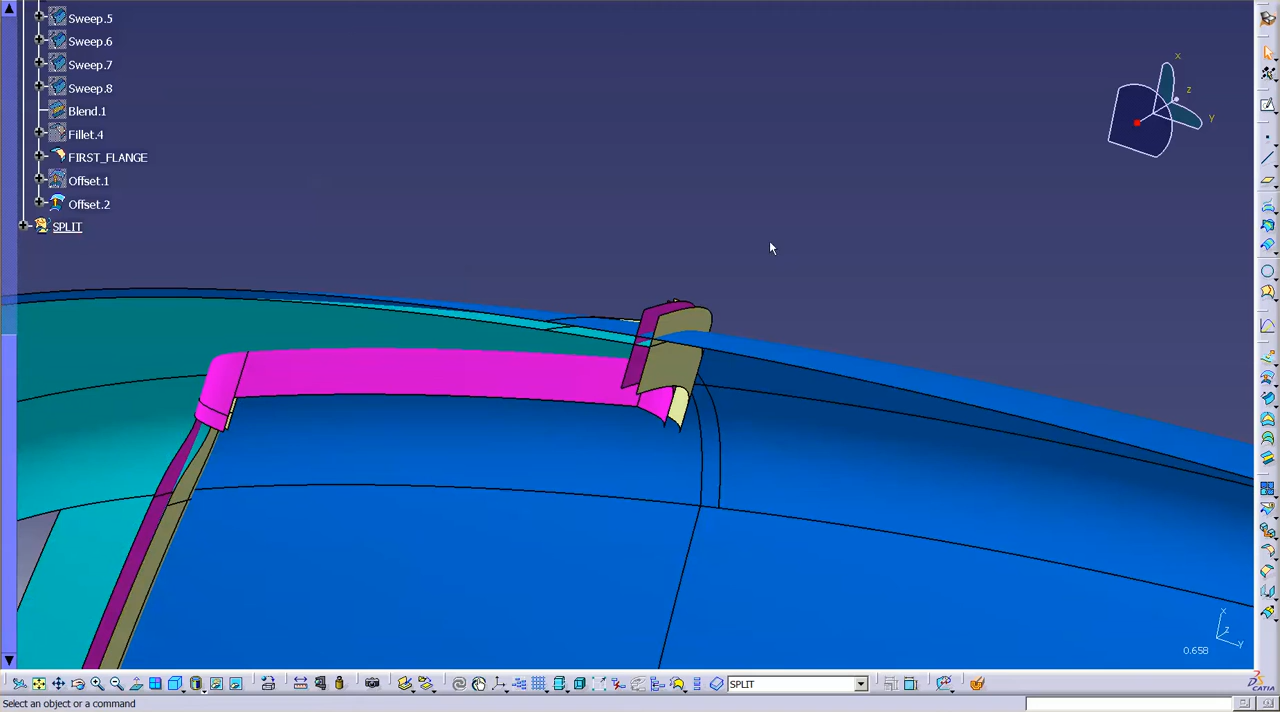 Sweep.5
Sweep.6
Sweep.7
Sweep.8
Blend.1
Fillet.4
FIRST_FLANGE
Offset.1
Offset.2
SPLIT
x
z
y
x
z
y
0.658
SPLIT
CATIA
Select an object or a command